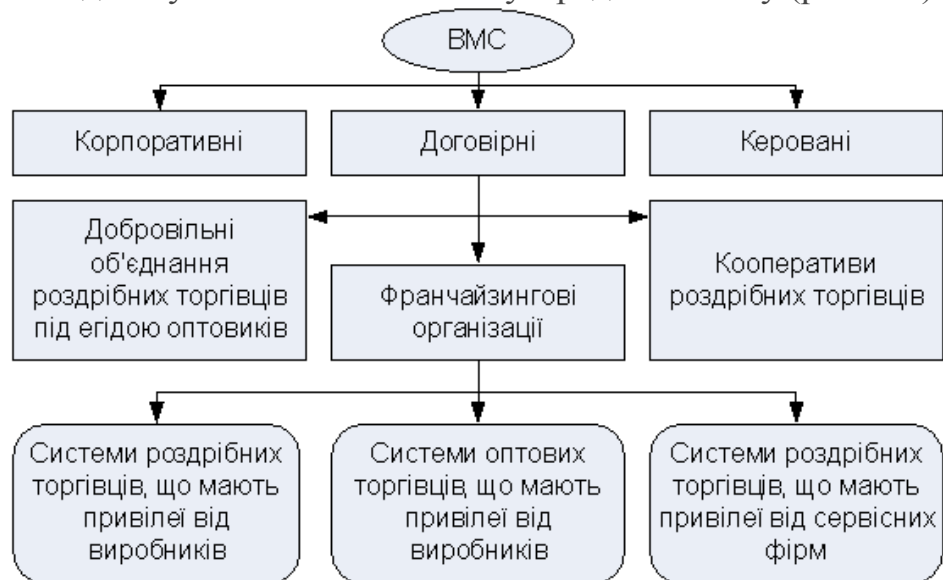 ВМС
Корпоративні
Договірні
Керовані
Добровільні
об'єднання
роздрібних торгівців
під егідою оптовиків
Франчайзингові
організації
Кооперативи
роздрібних торгівців
Системи роздрібних
торгівців, що мають
привілеї від
виробників
Системи оптових
торгівців, що мають
привілеї від
виробників
Системи роздрібних
торгівців, що мають
привілеї від сервісних
фірм